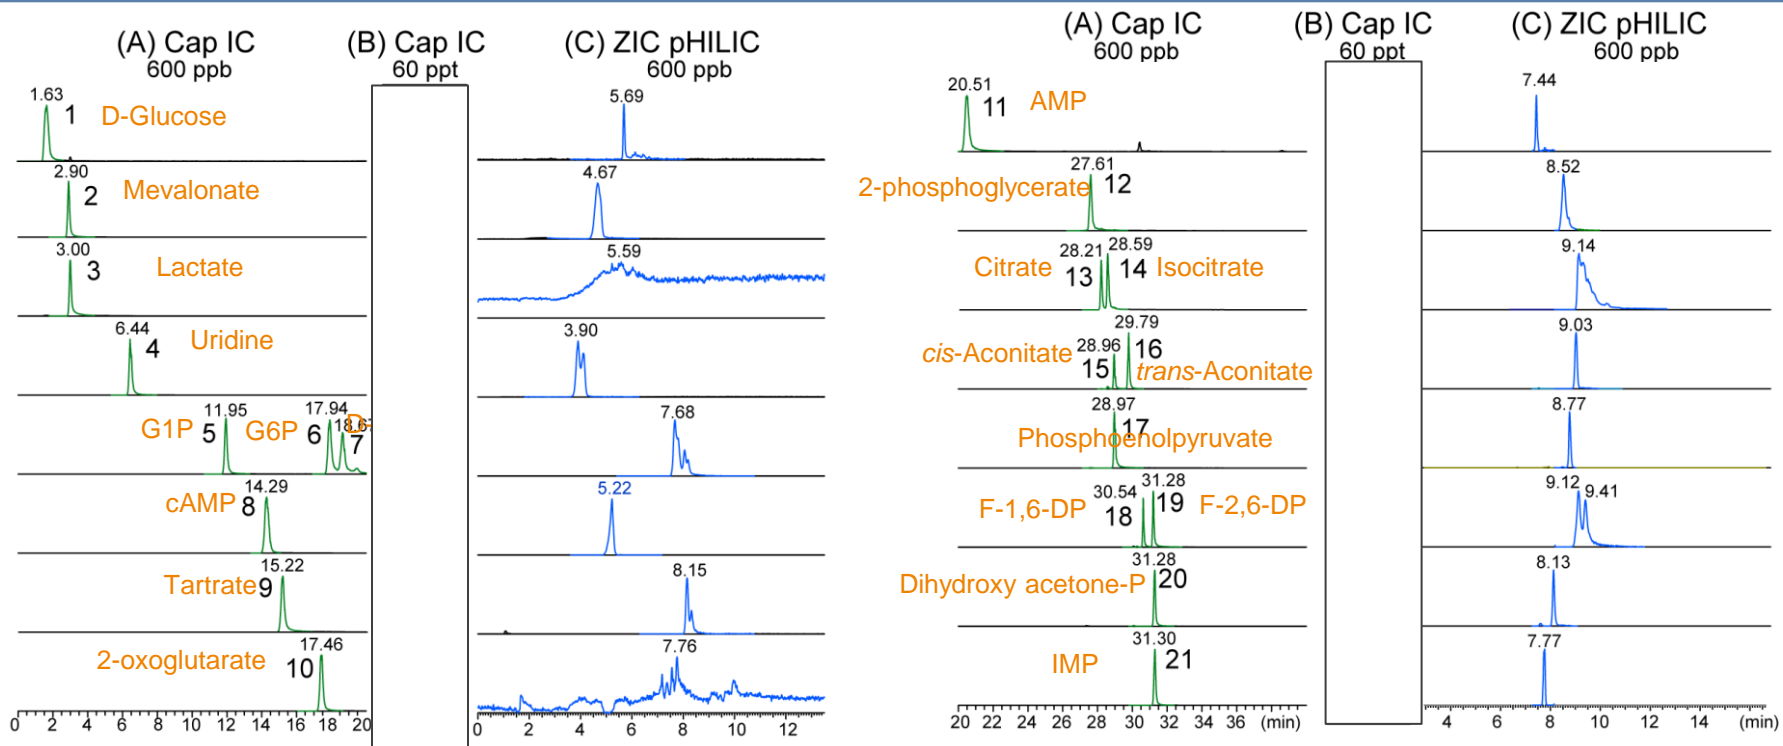 (A) Cap IC
600 ppb
(B) Cap IC
60 ppt
(C) ZIC pHILIC
600 ppb
1.63
1
D-Glucose
5.69
2.90
2
Mevalonate
4.67
3.00
3
Lactate
5.59
6.44
4
Uridine
3.90
11.95
G1P
5
G6P
17.94
6
18.6
D-
7
7.68
14.29
cAMP
8
5.22
15.22
Tartrate
9
8.15
17.46
2-oxoglutarate
10
7.76
0 2 4 6 8 10 12 14 16 18 20
0 2 4 6 8 10 12
(A) Cap IC
600 ppb
(B) Cap IC
60 ppt
(C) ZIC pHILIC
600 ppb
20.51
11
AMP
7.44
27.61
2-phosphoglycerate
12
8.52
28.21
28.59
Citrate
13
14
Isocitrate
9.14
29.79
28.96
cis-Aconitate
15
16
trans-Aconitate
9.03
28.97
17
Phosphoenolpyruvate
8.77
30.54
31.28
F-1,6-DP
18
19
F-2,6-DP
9.12
9.41
31.28
Dihydroxy acetone-P
20
8.13
31.30
IMP
21
7.77
20 22 24 26 28 30 32 34 36 (min)
4 6 8 10 12 14 (min)